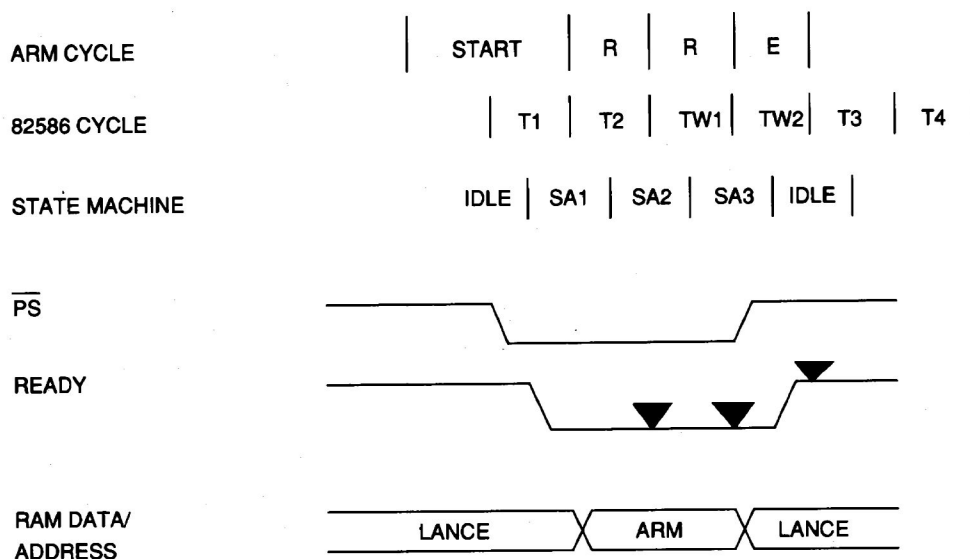 ARM CYCLE START R R E
82586 CYCLE T1 T2 TW1 TW2 T3 T4
STATE MACHINE IDLE SA1 SA2 SA3 IDLE
PS
READY
RAM DATA/
ADDRESS LANCE ARM LANCE